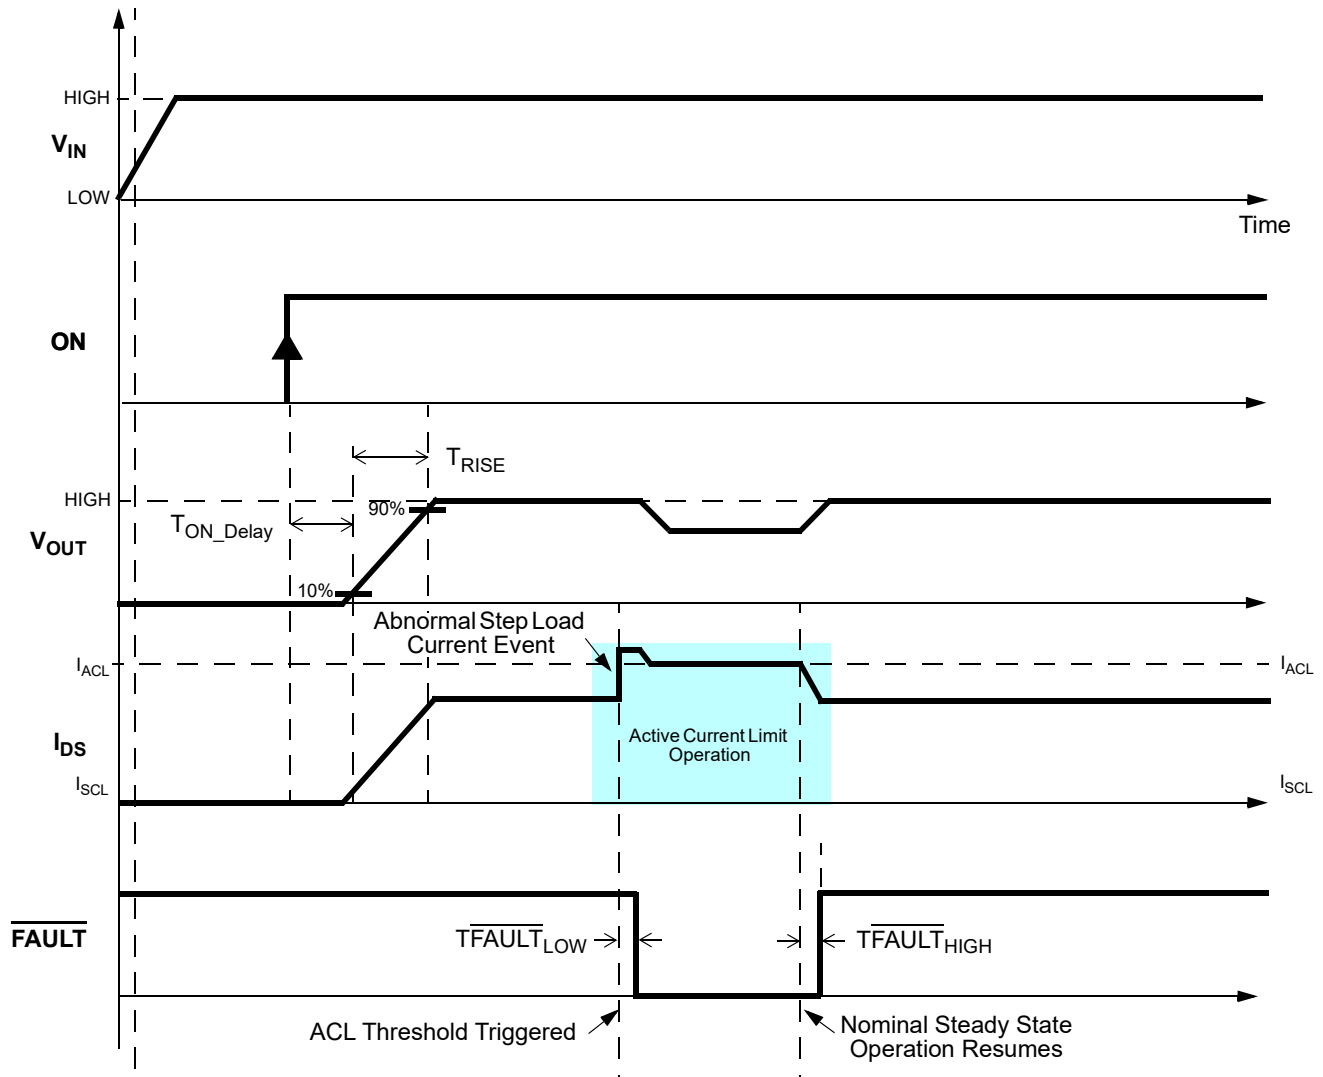 HIGH
VIN
LOW
Time
ON
TRISE
HIGH
90%
TON_Delay
VOUT
10%
Abnormal Step Load
Current Event
IACL
IACL
Active Current Limit
Operation
IDS
ISCL
ISCL
FAULT
TFAULTLOW
TFAULTHIGH
ACL Threshold Triggered
Nominal Steady State
Operation Resumes